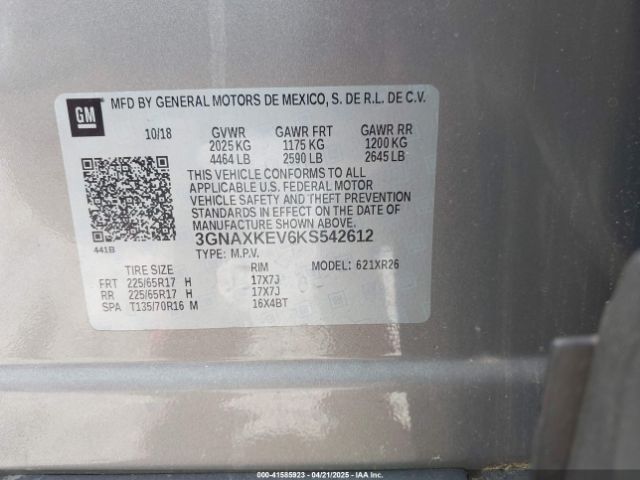 GM
MFD BY GENERAL MOTORS DE MEXICO, S. DE R.L. DE C.V.
10/18 GVWR GAWR FRT GAWR RR
2025 KG 1175 KG 1200 KG
4464 LB 2590 LB 2645 LB
THIS VEHICLE CONFORMS TO ALL
APPLICABLE U.S. FEDERAL MOTOR
VEHICLE SAFETY AND THEFT PREVENTION
STANDARDS IN EFFECT ON THE DATE OF
MANUFACTURE SHOWN ABOVE.
441B 3GNAXKEV6KS542612
TYPE: M.P.V.
TIRE SIZE RIM MODEL: 621XR26
FRT 225/65R17 H 17X7J
RR 225/65R17 H 17X7J
SPA T135/70R16 M 16X4BT
000-41585923 - 04/21/2025 - IAAI.COM